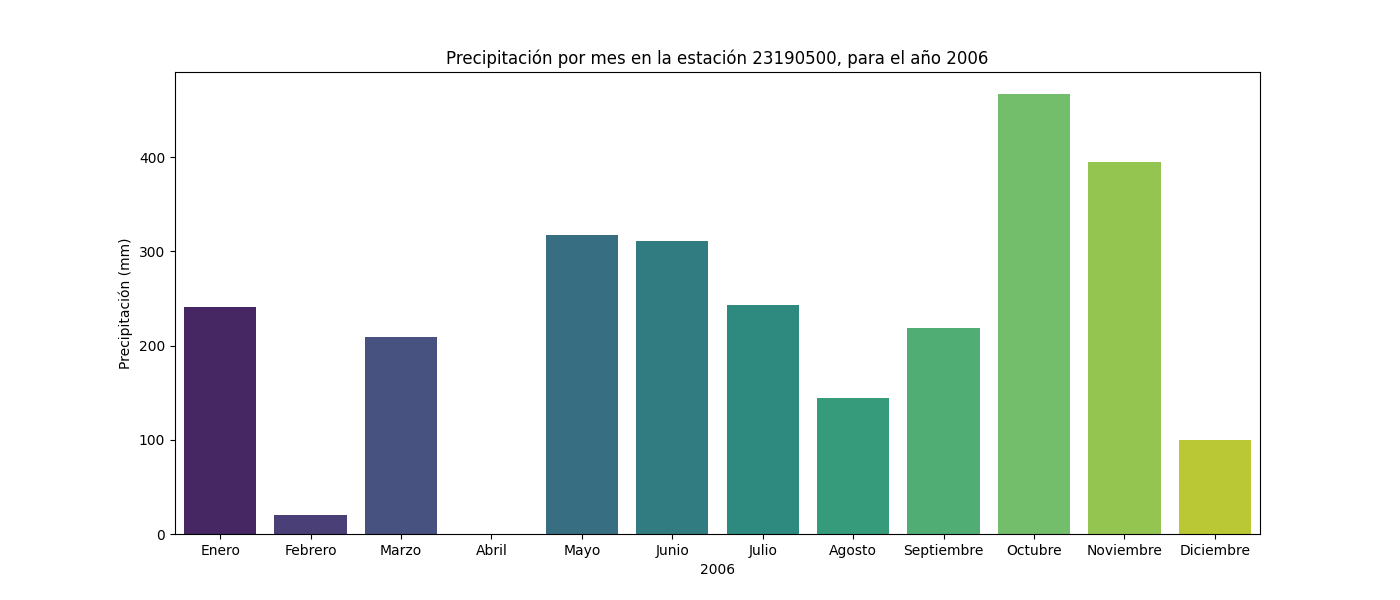 Precipitación por mes en la estación 23190500, para el año 2006
Precipitación (mm)
400
300
200
100
0
Enero Febrero Marzo Abril Mayo Junio Julio Agosto Septiembre Octubre Noviembre Diciembre
2006